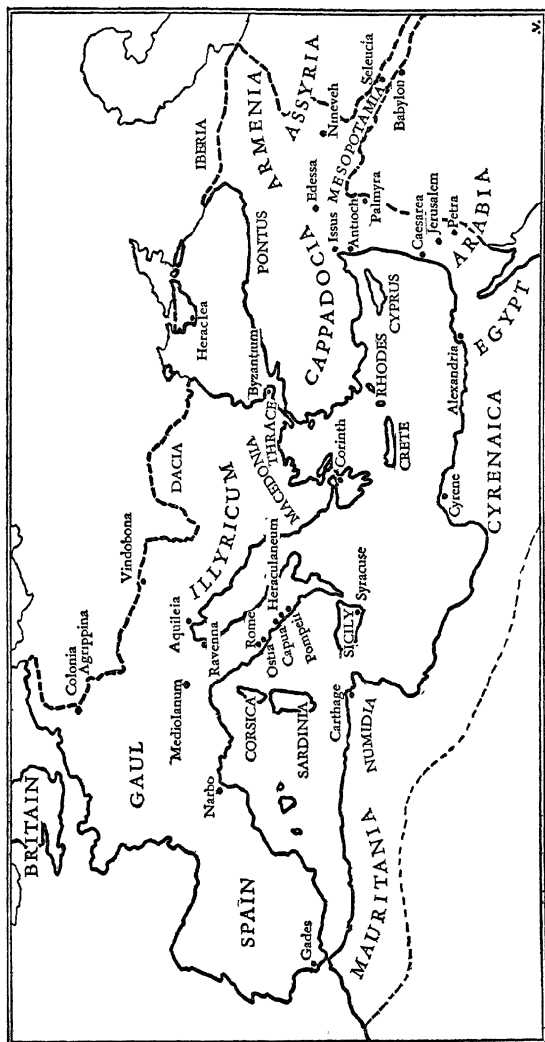 BRITAIN
GAUL
SPAIN
Gades
Narbo
Colonia
Agrippina
Vindobona
Mediolanum
Aquileia
Ravenna
CORSICA
SARDINIA
Rome
Ostia
Capua
Pompeii
Heraculaneum
SICILY
Syracuse
ILLYRICUM
DACIA
MACEDONIA
THRACE
Byzantium
Corinth
CRETE
RHODES
CYPRUS
Heraclea
PONTUS
CAPPADOCIA
IBERIA
ARMENIA
ASSYRIA
Nineveh
MESOPOTAMIA
Seleucia
Babylon
Edessa
Issus
Antioch
Palmyra
Caesarea
Jerusalem
Petra
ARABIA
EGYPT
Alexandria
CYRENAICA
Cyrene
Carthage
NUMIDIA
MAURITANIA